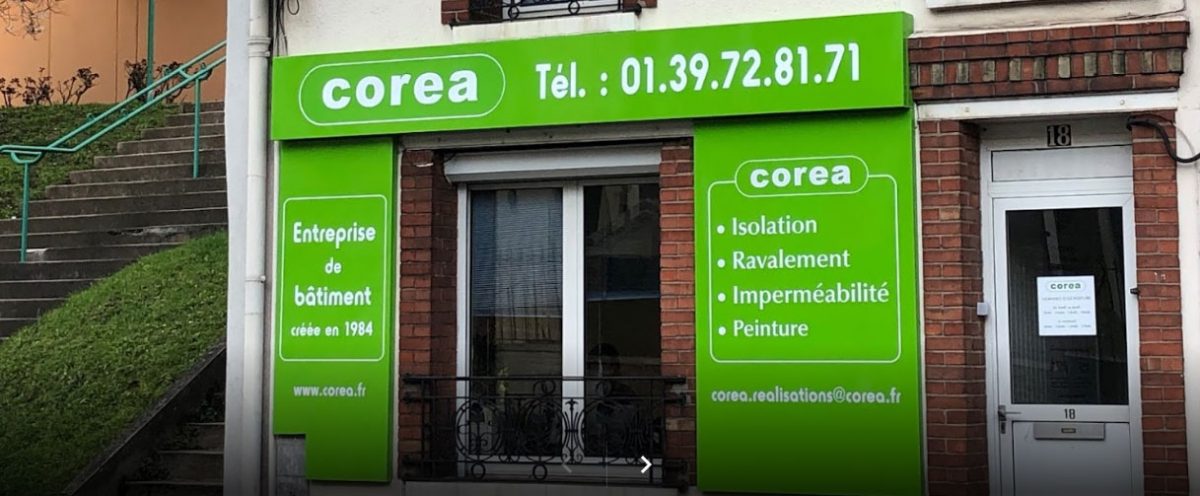 corea
Tél. : 01.39.72.81.71
Entreprise
de
bâtiment
créée en 1984
www.corea.fr
corea
• Isolation
• Ravalement
• Imperméabilité
• Peinture
corea.realisations@corea.fr
18
corea
18